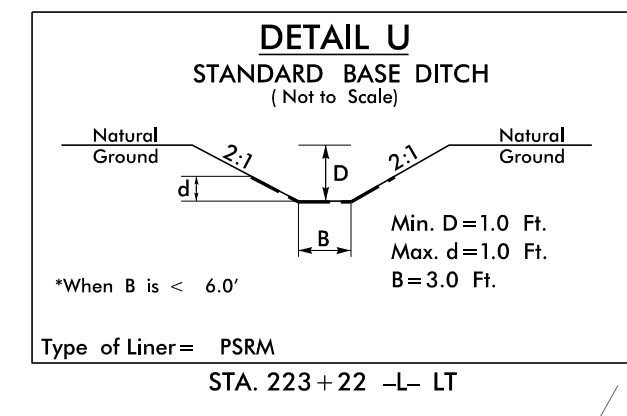 DETAIL U
STANDARD BASE DITCH
( Not to Scale)
Natural
Ground
2:1
D
2:1
Natural
Ground
d
B
Min. D=1.0 Ft.
Max. d=1.0 Ft.
B=3.0 Ft.
*When B is < 6.0'
Type of Liner= PSRM
STA. 223+22 -L- LT